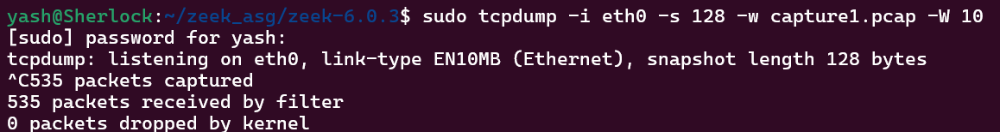 yash@Sherlock:~/zeek_asg/zeek-6.0.3$ sudo tcpdump -i eth0 -s 128 -w capture1.pcap -W 10
[sudo] password for yash:
tcpdump: listening on eth0, link-type EN10MB (Ethernet), snapshot length 128 bytes
^C535 packets captured
535 packets received by filter
0 packets dropped by kernel